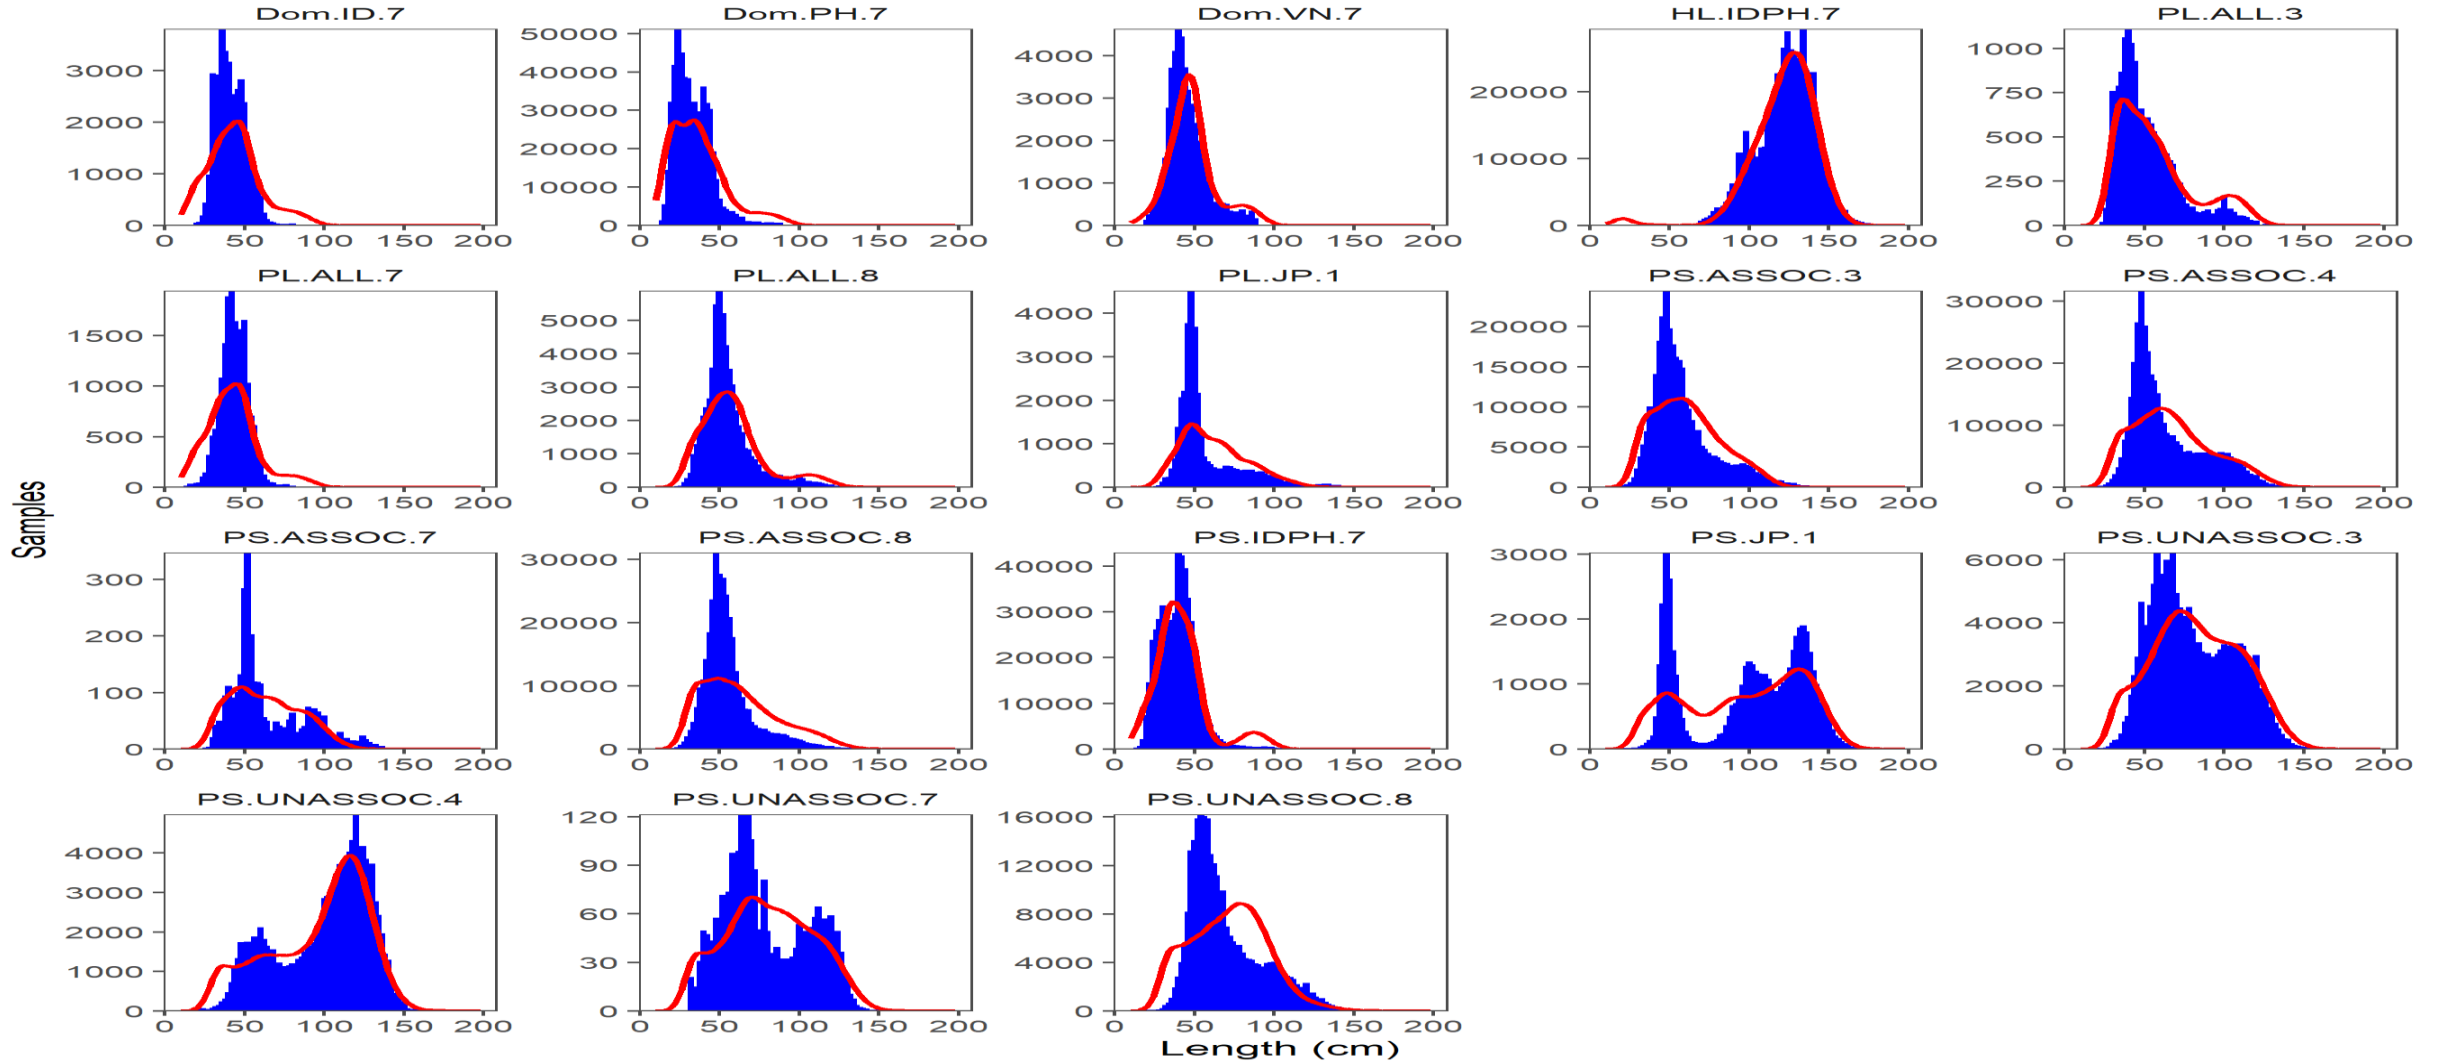 Dom.ID.7 Dom.PH.7 Dom.VN.7 HL.IDPH.7 PL.ALL.3
3000 2000 1000 0
50000 40000 30000 20000 10000 0
4000 3000 2000 1000 0
20000 10000 0
1000 750 500 250 0
0 50 100 150 200 0 50 100 150 200 0 50 100 150 200 0 50 100 150 200 0 50 100 150 200
PL.ALL.7 PL.ALL.8 PL.JP.1 PS.ASSOC.3 PS.ASSOC.4
1500 1000 500 0
5000 4000 3000 2000 1000 0
4000 3000 2000 1000 0
20000 15000 10000 5000 0
30000 20000 10000 0
0 50 100 150 200 0 50 100 150 200 0 50 100 150 200 0 50 100 150 200 0 50 100 150 200
Samples
PS.ASSOC.7 PS.ASSOC.8 PS.IDPH.7 PS.JP.1 PS.UNASSOC.3
300 200 100 0
30000 20000 10000 0
40000 30000 20000 10000 0
3000 2000 1000 0
6000 4000 2000 0
0 50 100 150 200 0 50 100 150 200 0 50 100 150 200 0 50 100 150 200 0 50 100 150 200
PS.UNASSOC.4 PS.UNASSOC.7 PS.UNASSOC.8
4000 3000 2000 1000 0
120 90 60 30 0
16000 12000 8000 4000 0
0 50 100 150 200 0 50 100 150 200 0 50 100 150 200
Length (cm)